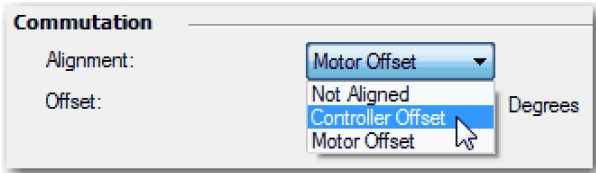 Commutation
Alignment: Motor Offset
Not Aligned
Offset: Controller Offset Degrees
Motor Offset